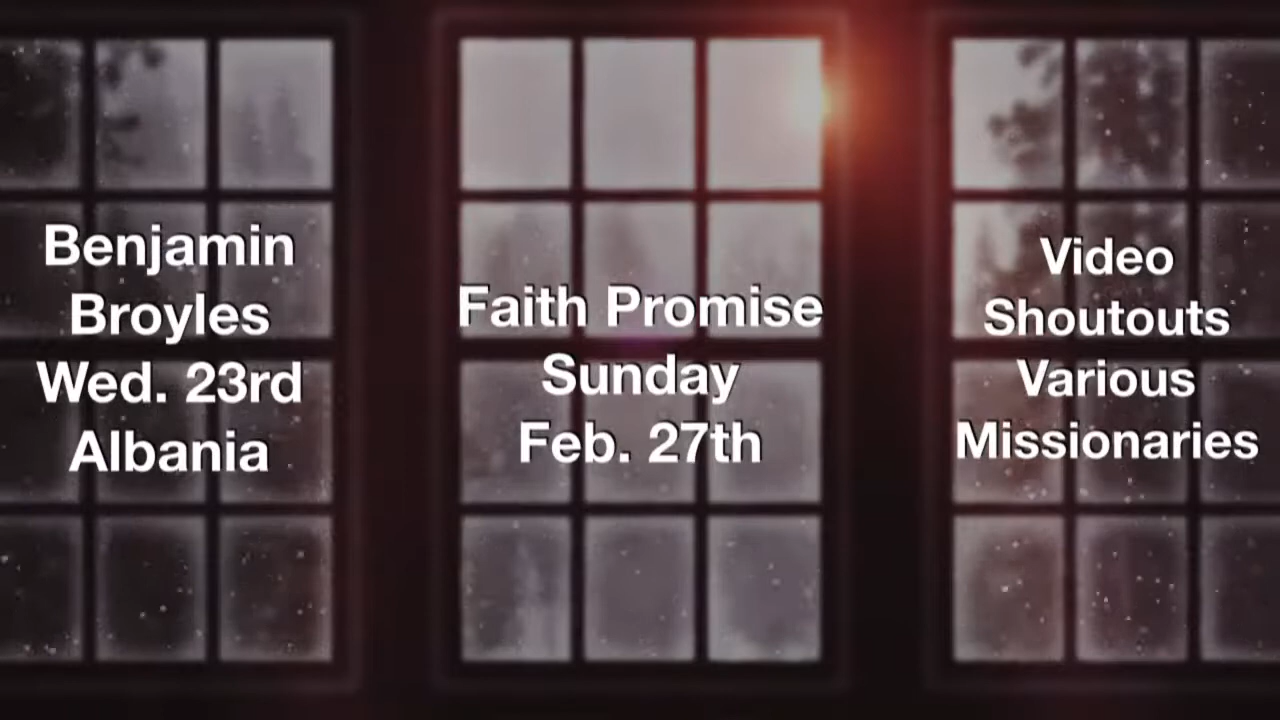 Benjamin
Broyles
Wed. 23rd
Albania
Faith Promise
Sunday
Feb. 27th
Video
Shoutouts
Various
Missionaries